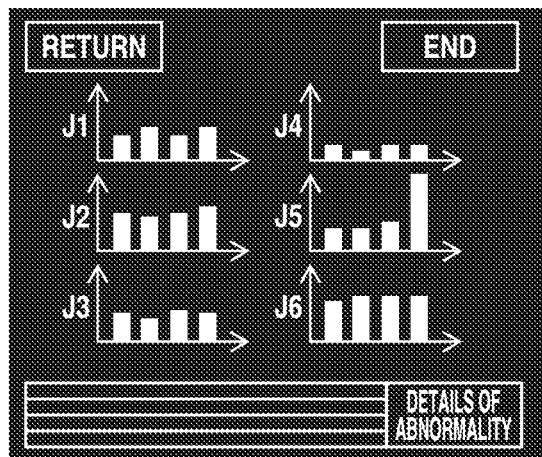 RETURN
END
J1
J4
J2
J5
J3
J6
DETAILS OF
ABNORMALITY